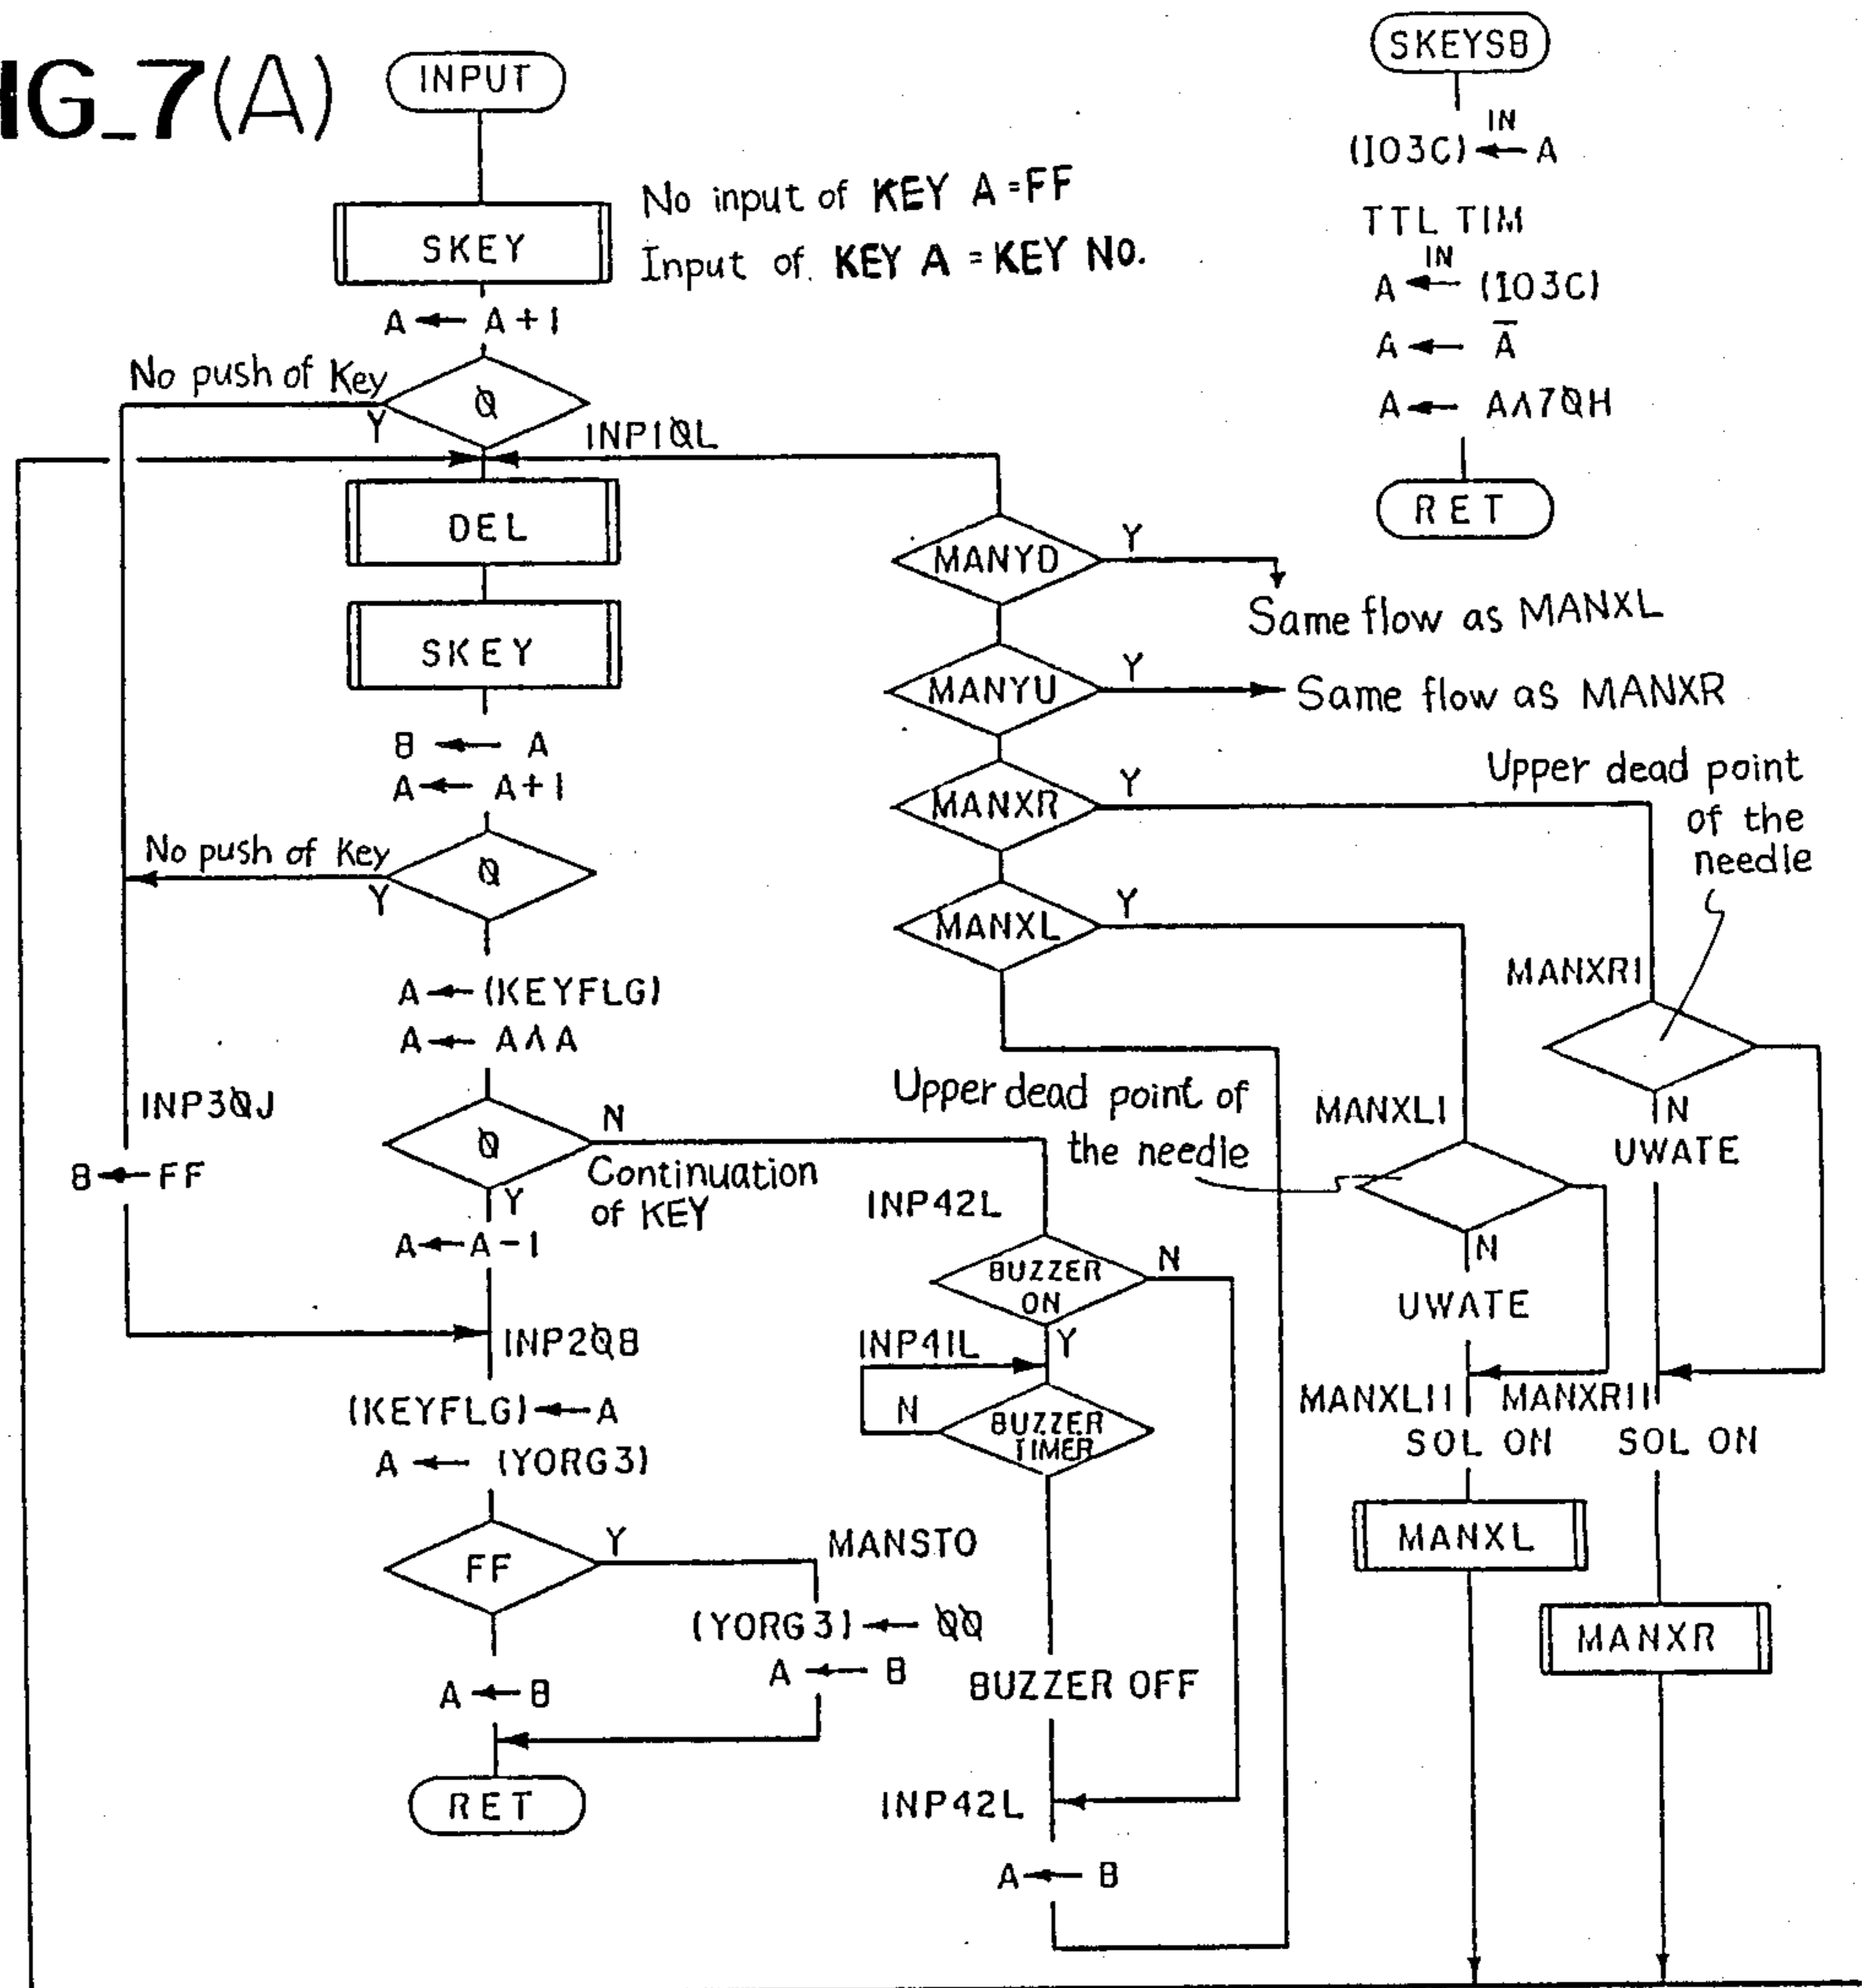 IG_7(A)
INPUT
SKEY
No input of KEY A=FF
Input of KEY A = KEY NO.
A ← A+1
No push of Key
0
Y
INP10L
DEL
SKEY
B ← A
A ← A+1
No push of Key
0
Y
A ← (KEYFLG)
A ← A∧A
0
N
Continuation
of KEY
Y
A ← A-1
INP30J
B ← FF
INP20B
(KEYFLG) ← A
A ← (YORG3)
FF
Y
MANSTO
(YORG3) ← 00
A ← B
A ← B
RET
SKEYSB
(I03C) ← A
IN
TTL TIM
IN
A ← (I03C)
A ← A̅
A ← A∧70H
RET
MANYD
Y
Same flow as MANXL
MANYU
Y
Same flow as MANXR
MANXR
Y
Upper dead point
of the
needle
MANXL
Y
MANXR1
N
UWATE
Upper dead point of
the needle
MANXL1
N
UWATE
INP42L
BUZZER
ON
N
Y
INP41L
N
BUZZER
TIMER
BUZZER OFF
INP42L
A ← B
MANXL11
SOL ON
MANXL
MANXR11
SOL ON
MANXR